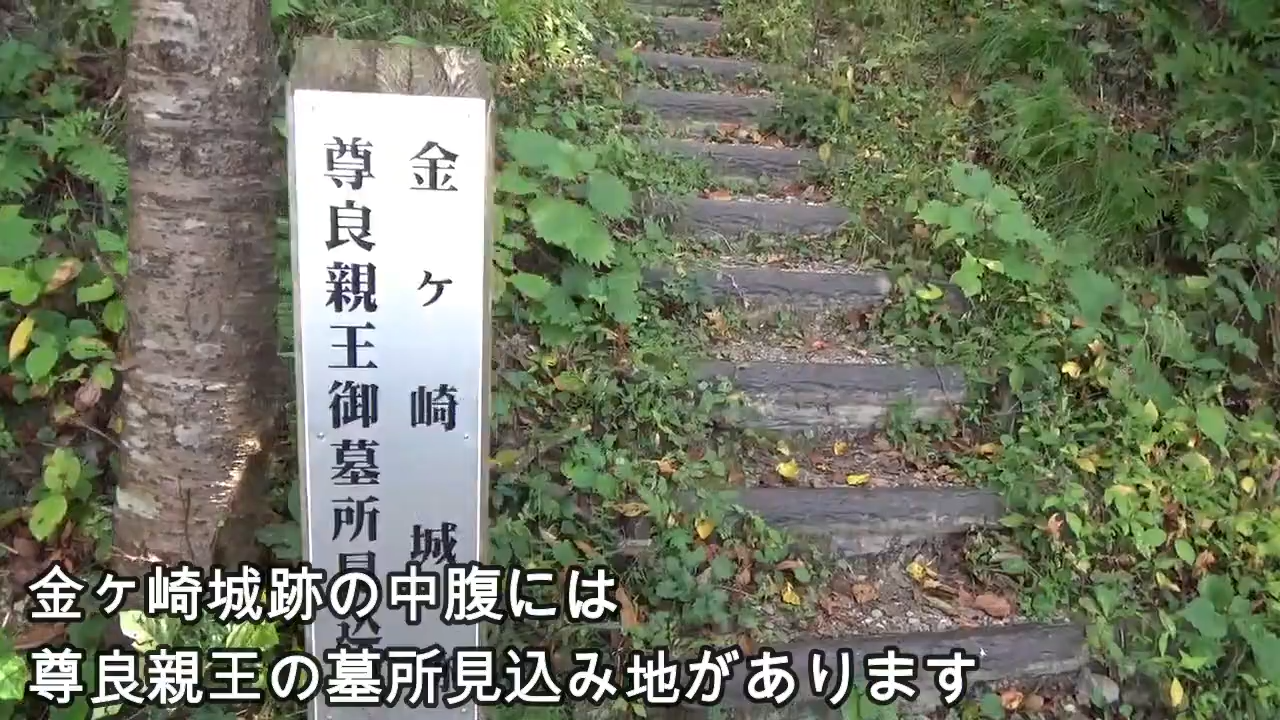 金ヶ崎城
尊良親王御墓所見込
金ヶ崎城跡の中腹には
尊良親王の墓所見込み地があります